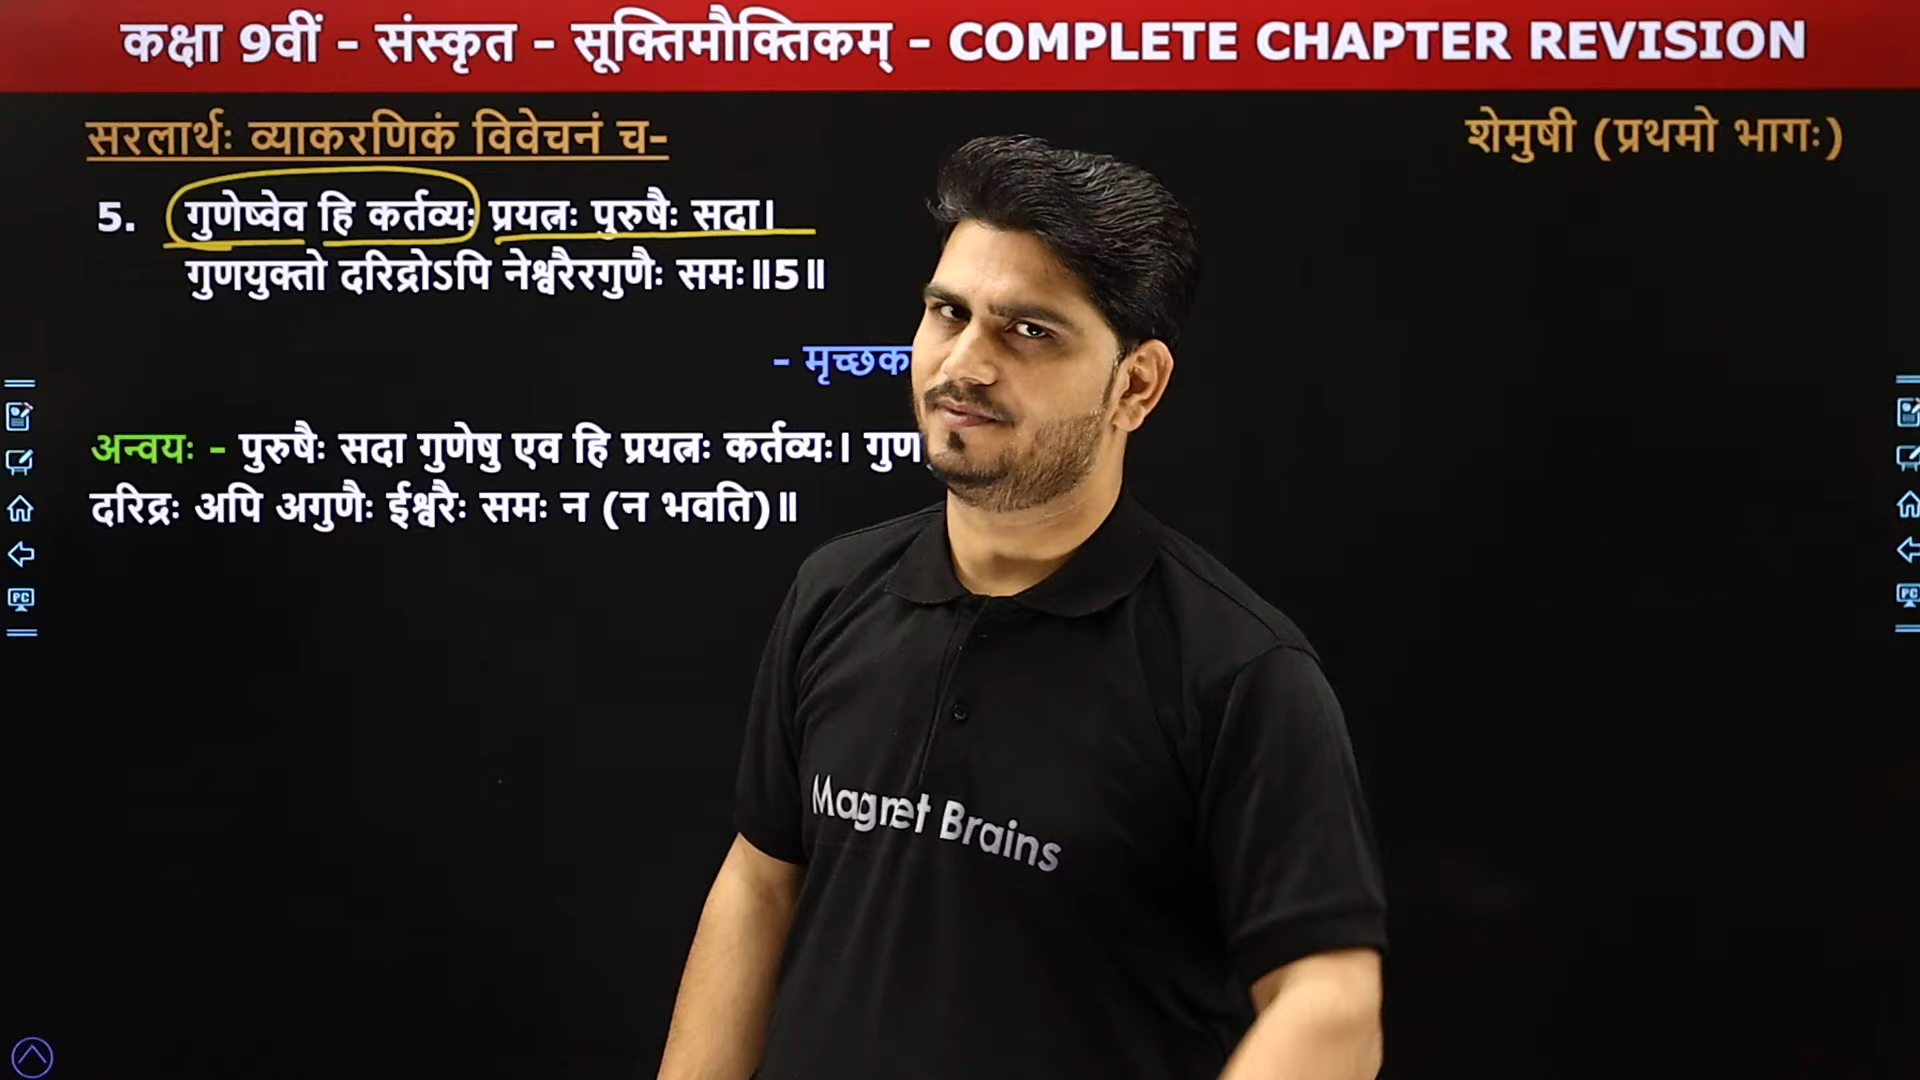 कक्षा 9वीं - संस्कृत - सूक्तिमौक्तिकम् - COMPLETE CHAPTER REVISION
सरलार्थः व्याकरणिकं विवेचनं च-
शेमुषी (प्रथमो भागः)
5. गुणेष्वेव हि कर्तव्यः प्रयत्नः पुरुषैः सदा।
गुणयुक्तो दरिद्रोऽपि नेश्वरैरगुणैः समः॥5॥
- मृच्छक
अन्वयः - पुरुषैः सदा गुणेषु एव हि प्रयत्नः कर्तव्यः। गुण
दरिद्रः अपि अगुणैः ईश्वरैः समः न (न भवति)॥
Magnet Brains
PC
PC